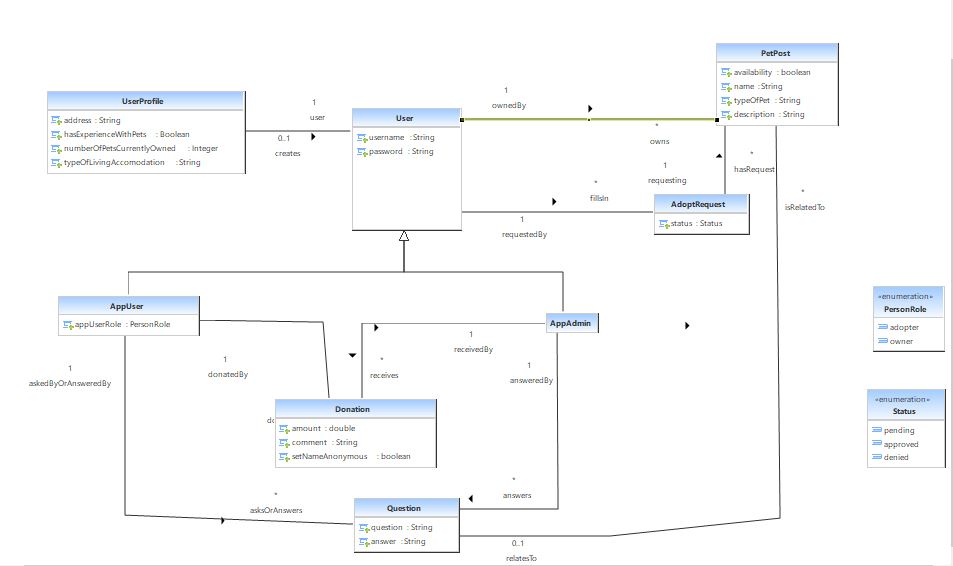 PetPost
availability : boolean
name : String
typeOfPet : String
description : String
UserProfile
address : String
hasExperienceWithPets : Boolean
numberOfPetsCurrentlyOwned : Integer
typeOfLivingAccomodation : String
1
user
0..1
creates
User
username : String
password : String
1
ownedBy
*
owns
1
requesting
*
hasRequest
*
isRelatedTo
*
fillsIn
1
requestedBy
AdoptRequest
status : Status
AppUser
appUserRole : PersonRole
AppAdmin
«enumeration»
PersonRole
adopter
owner
1
receivedBy
*
receives
1
donatedBy
1
answeredBy
1
askedByOrAnsweredBy
Donation
amount : double
comment : String
setNameAnonymous : boolean
«enumeration»
Status
pending
approved
denied
*
asksOrAnswers
*
answers
Question
question : String
answer : String
0..1
relatesTo